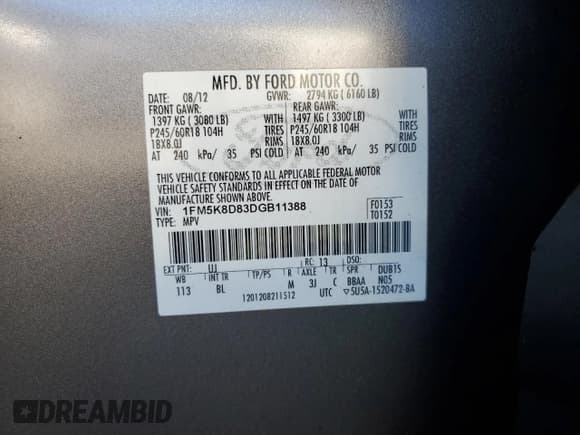 MFD. BY FORD MOTOR CO.
DATE: 08/12 GVWR: 2794 KG ( 6160 LB)
FRONT GAWR: REAR GAWR:
1397 KG ( 3080 LB) WITH 1497 KG ( 3300 LB) WITH
P245/60R18 104H TIRES P245/60R18 104H TIRES
18X8.0J RIMS 18X8.0J RIMS
AT 240 kPa/ 35 PSI COLD AT 240 kPa/ 35 PSI COLD
THIS VEHICLE CONFORMS TO ALL APPLICABLE FEDERAL MOTOR
VEHICLE SAFETY STANDARDS IN EFFECT ON THE DATE OF
MANUFACTURE SHOWN ABOVE.
VIN: 1FM5K8D83DGB11388 F0153
TYPE: MPV T0152
EXT PNT: UJ RC: 13 DSO:
WB INT TR TP/PS R AXLE TR SPR DUB15
113 BL M 3J C BBAA N05
1201208211512 UTC ▽5U5A-1520472-BA
DREAMBID